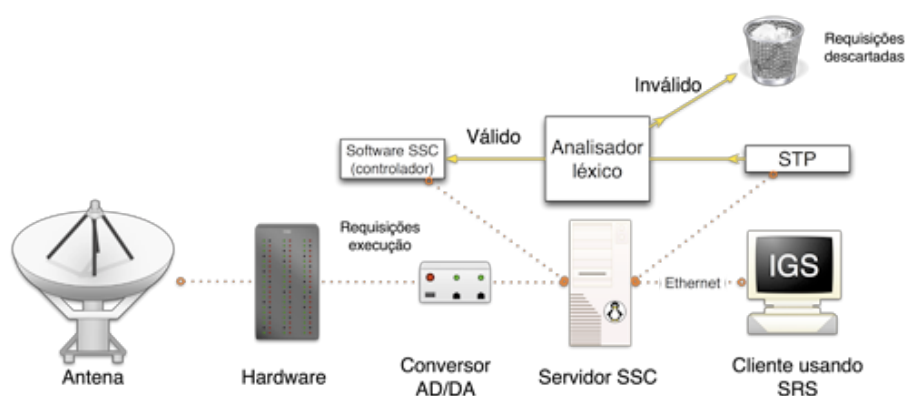 Requisições
descartadas
Inválido
Válido
Analisador
léxico
Software SSC
(controlador)
STP
Requisições
execução
IGS
Ethernet
Antena
Hardware
Conversor
AD/DA
Servidor SSC
Cliente usando
SRS